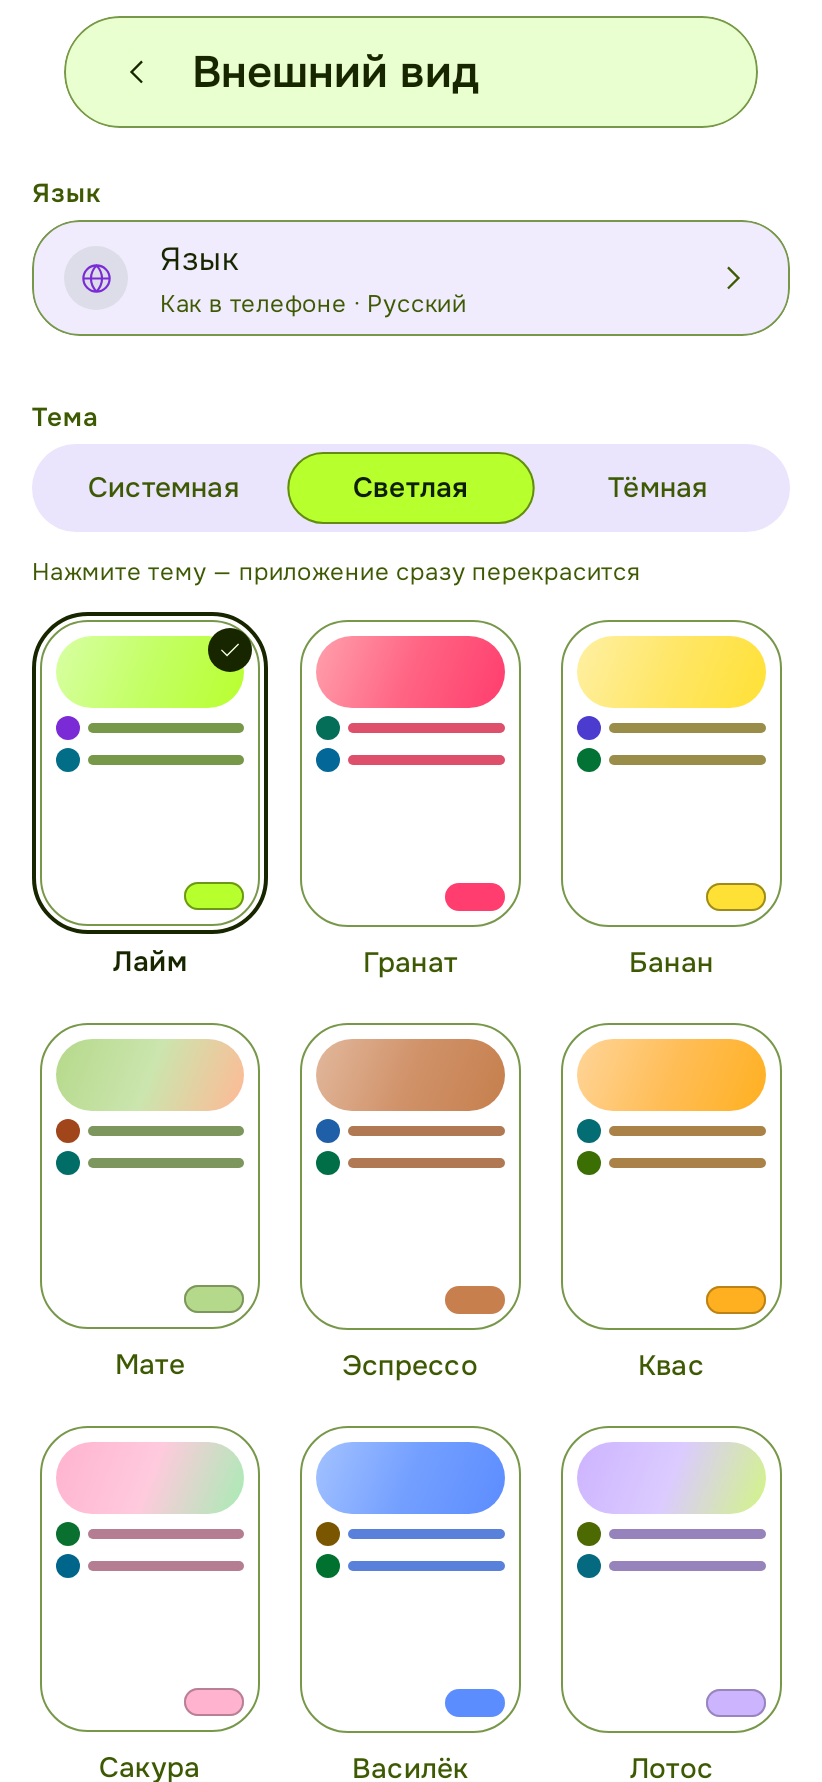 Внешний вид
Язык
Язык
Как в телефоне · Русский
Тема
Системная
Светлая
Тёмная
Нажмите тему — приложение сразу перекрасится
Лайм
Гранат
Банан
Мате
Эспрессо
Квас
Сакура
Василёк
Лотос